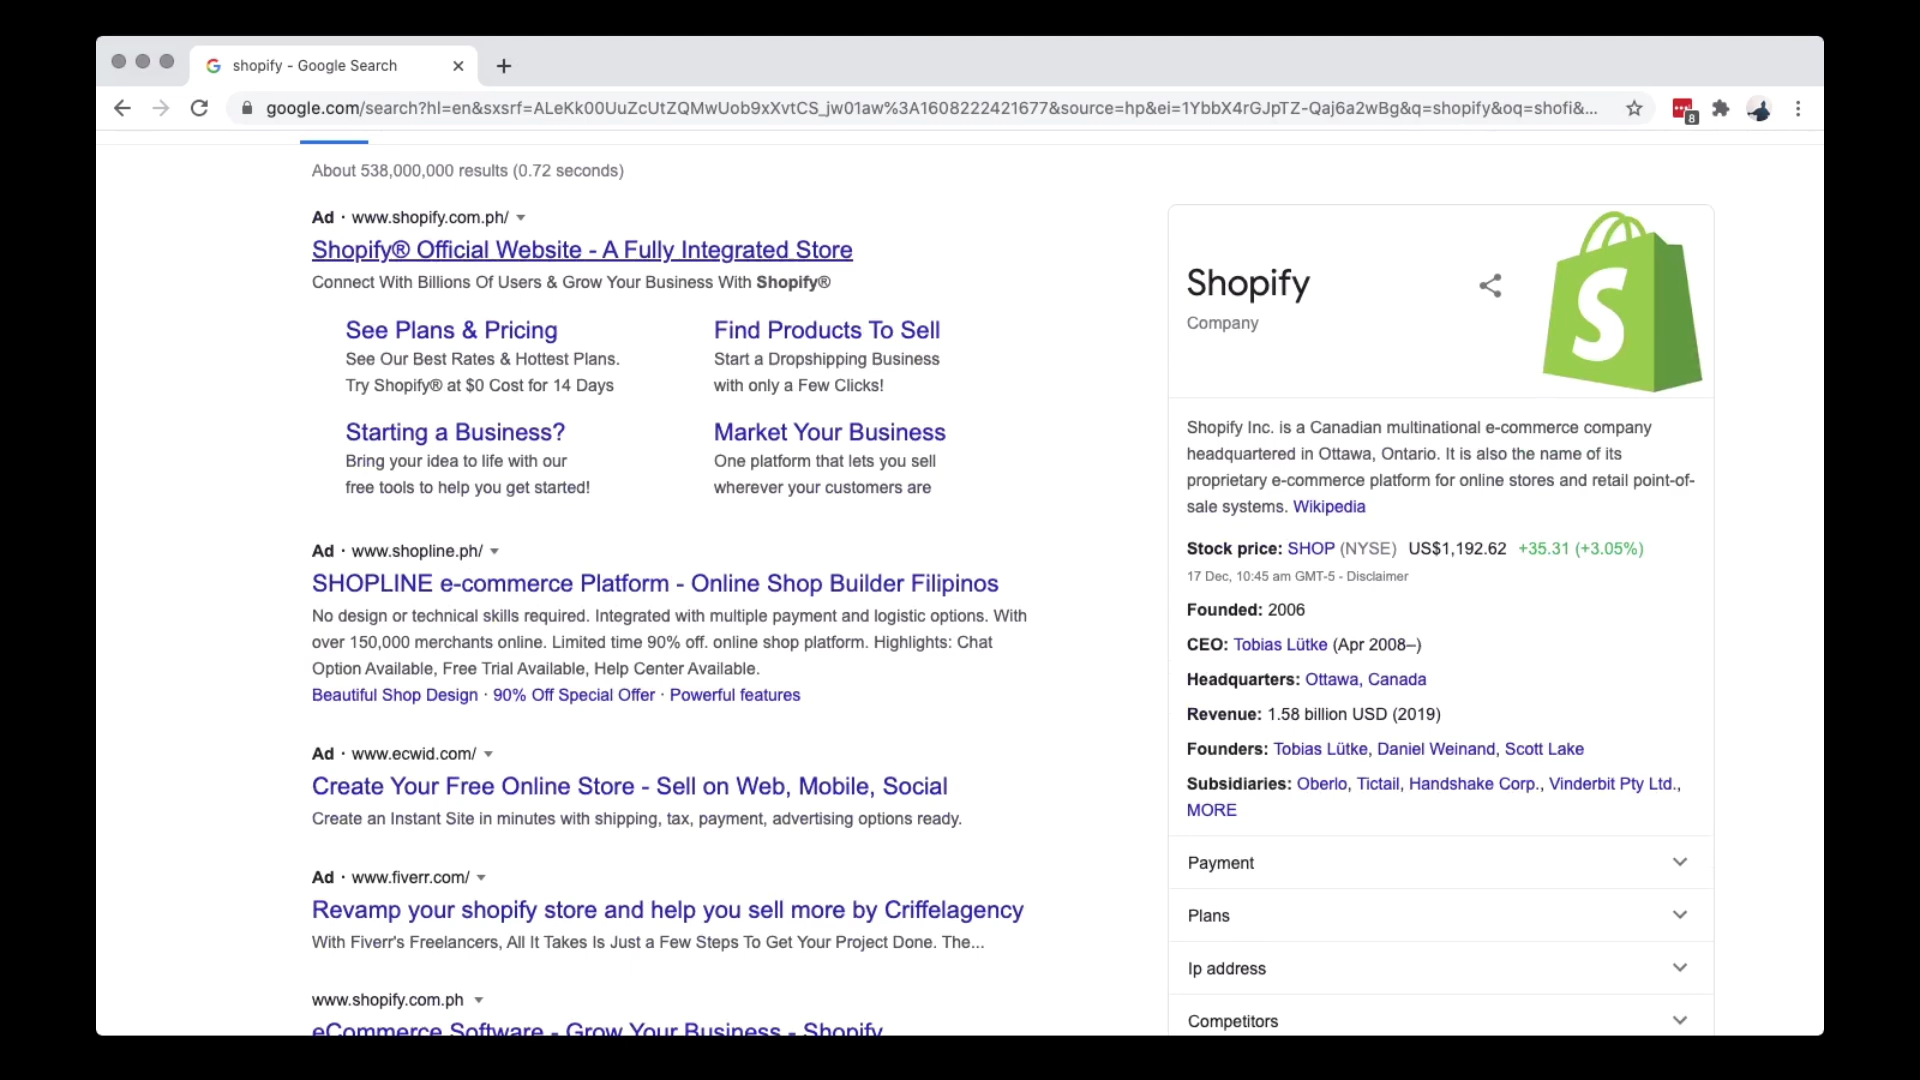 shopify - Google Search
google.com/search?hl=en&sxsrf=ALeKk00UuZcUtZQMwUob9xXvtCS_jw01aw%3A1608222421677&source=hp&ei=1YbbX4rGJpTZ-Qaj6a2wBg&q=shopify&oq=shofi&...
8
About 538,000,000 results (0.72 seconds)
Ad · www.shopify.com.ph/
Shopify® Official Website - A Fully Integrated Store
Connect With Billions Of Users & Grow Your Business With Shopify®
See Plans & Pricing
See Our Best Rates & Hottest Plans.
Try Shopify® at $0 Cost for 14 Days
Find Products To Sell
Start a Dropshipping Business
with only a Few Clicks!
Starting a Business?
Bring your idea to life with our
free tools to help you get started!
Market Your Business
One platform that lets you sell
wherever your customers are
Ad · www.shopline.ph/
SHOPLINE e-commerce Platform - Online Shop Builder Filipinos
No design or technical skills required. Integrated with multiple payment and logistic options. With
over 150,000 merchants online. Limited time 90% off. online shop platform. Highlights: Chat
Option Available, Free Trial Available, Help Center Available.
Beautiful Shop Design · 90% Off Special Offer · Powerful features
Ad · www.ecwid.com/
Create Your Free Online Store - Sell on Web, Mobile, Social
Create an Instant Site in minutes with shipping, tax, payment, advertising options ready.
Ad · www.fiverr.com/
Revamp your shopify store and help you sell more by Criffelagency
With Fiverr's Freelancers, All It Takes Is Just a Few Steps To Get Your Project Done. The...
www.shopify.com.ph
eCommerce Software - Grow Your Business - Shopify
Shopify
Company
S
Shopify Inc. is a Canadian multinational e-commerce company
headquartered in Ottawa, Ontario. It is also the name of its
proprietary e-commerce platform for online stores and retail point-of-
sale systems. Wikipedia
Stock price: SHOP (NYSE) US$1,192.62 +35.31 (+3.05%)
17 Dec, 10:45 am GMT-5 - Disclaimer
Founded: 2006
CEO: Tobias Lütke (Apr 2008–)
Headquarters: Ottawa, Canada
Revenue: 1.58 billion USD (2019)
Founders: Tobias Lütke, Daniel Weinand, Scott Lake
Subsidiaries: Oberlo, Tictail, Handshake Corp., Vinderbit Pty Ltd.,
MORE
Payment
Plans
Ip address
Competitors